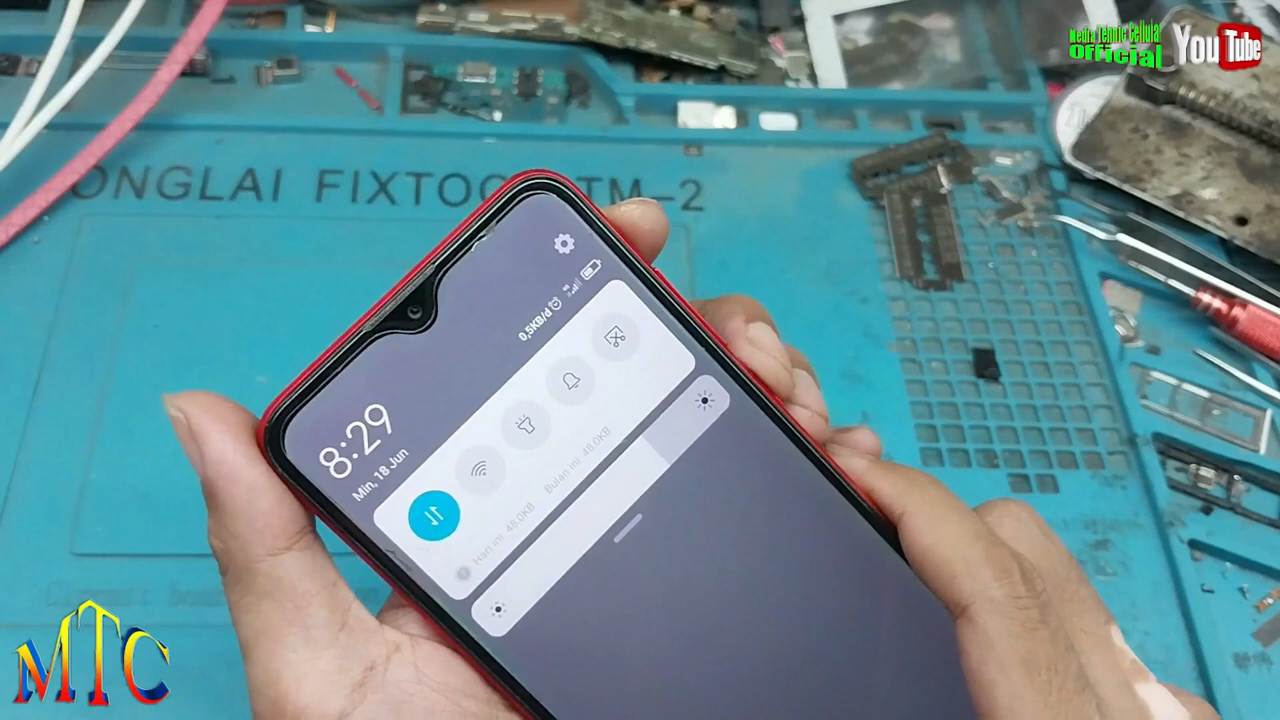 Media Tehnic Cellular
Official
YouTube
ONGLAI FIXTOO TM-2
0,5KB/d
8:29
Min, 18 Jun
Hari ini: 48.0KB
Bulan ini: 48.0KB
MTC